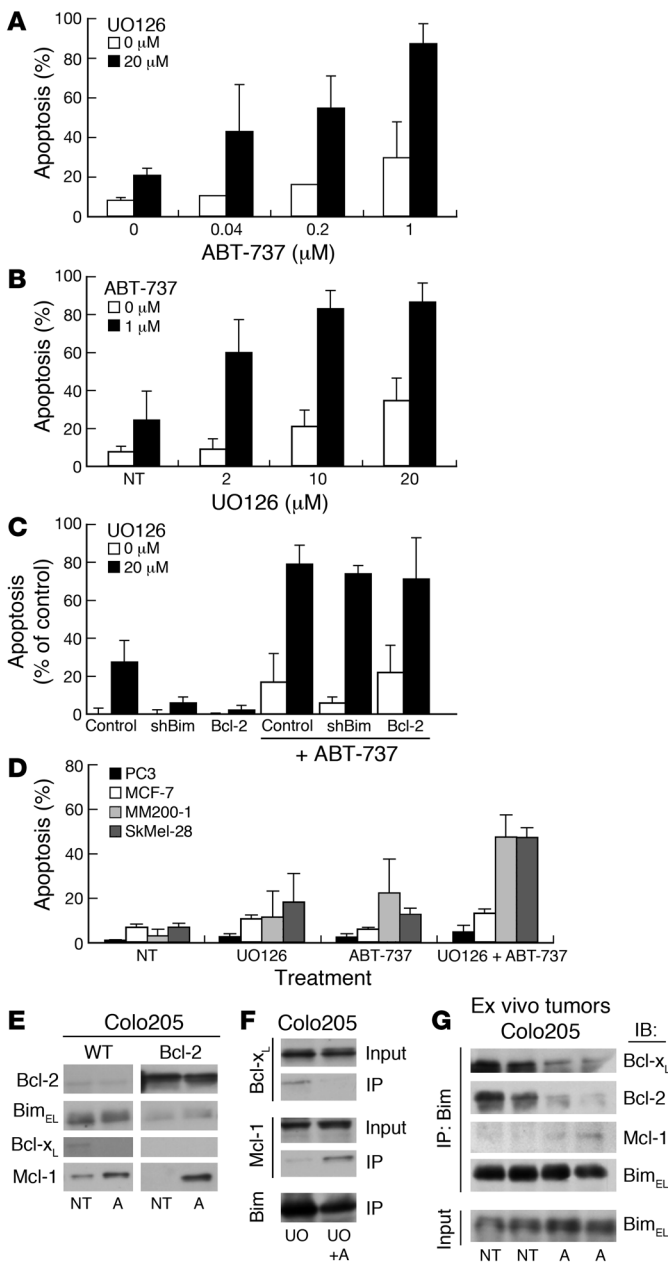 A
UO126
0 μM
20 μM
Apoptosis (%)
100
80
60
40
20
0
0 0.04 0.2 1
ABT-737 (μM)
B
ABT-737
0 μM
1 μM
Apoptosis (%)
100
80
60
40
20
0
NT 2 10 20
UO126 (μM)
C
UO126
0 μM
20 μM
Apoptosis
(% of control)
100
80
60
40
20
0
Control shBim Bcl-2 Control shBim Bcl-2
+ ABT-737
D
PC3
MCF-7
MM200-1
SkMel-28
Apoptosis (%)
80
60
40
20
0
NT UO126 ABT-737 UO126 + ABT-737
Treatment
E
Colo205
WT Bcl-2
Bcl-2
BimEL
Bcl-xL
Mcl-1
NT A NT A
F
Colo205
Bcl-xL
Input
IP
Mcl-1
Input
IP
Bim
IP
UO UO
+A
G
Ex vivo tumors
Colo205 IB:
IP: Bim
Bcl-xL
Bcl-2
Mcl-1
BimEL
Input
BimEL
NT NT A A